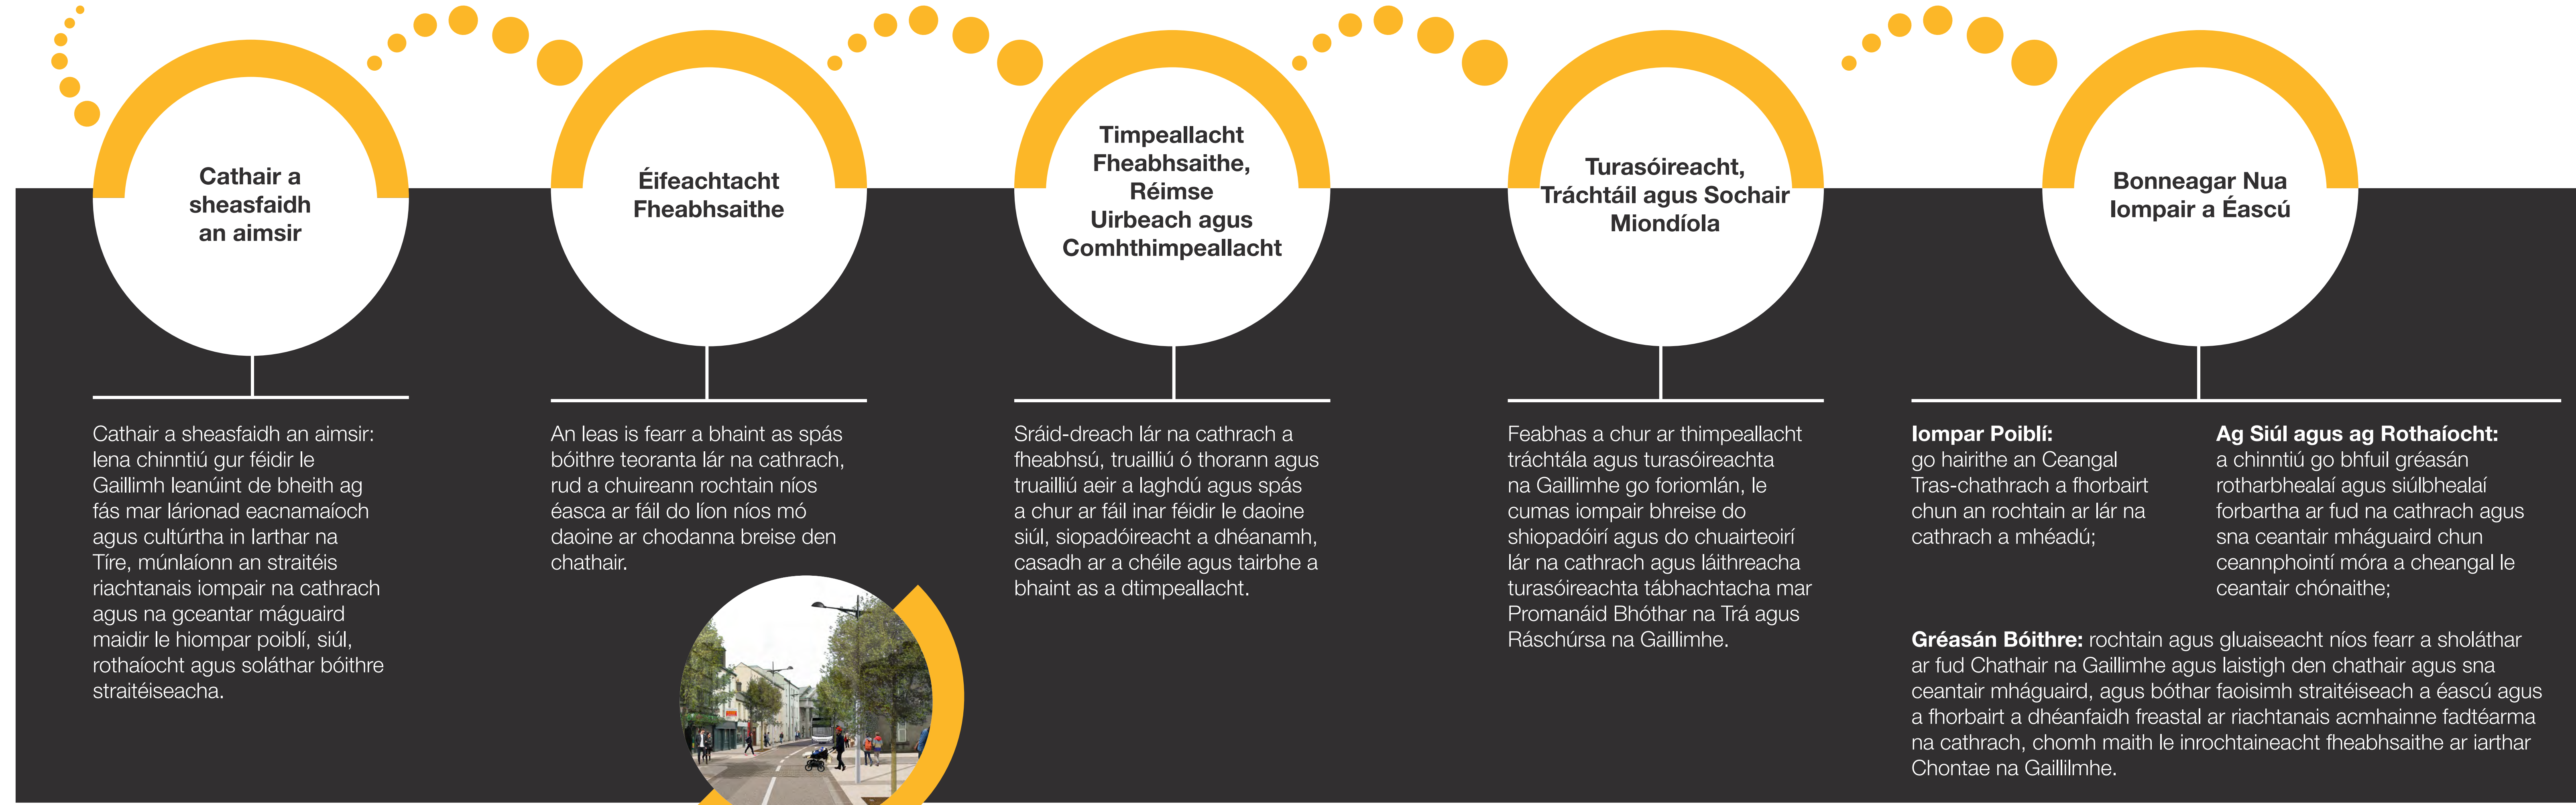 Cathair a
sheasfaidh
an aimsir
Cathair a sheasfaidh an aimsir:
lena chinntiú gur féidir le
Gaillimh leanúint de bheith ag
fás mar lárionad eacnamaíoch
agus cultúrtha in Iarthar na
Tíre, múnlaíonn an straitéis
riachtanais iompair na cathrach
agus na gceantar máguaird
maidir le hiompar poiblí, siúl,
rothaíocht agus soláthar bóithre
straitéiseacha.
Éifeachtacht
Fheabhsaithe
An leas is fearr a bhaint as spás
bóithre teoranta lár na cathrach,
rud a chuireann rochtain níos
éasca ar fáil do líon níos mó
daoine ar chodanna breise den
chathair.
Timpeallacht
Fheabhsaithe,
Réimse
Uirbeach agus
Comhthimpeallacht
Sráid-dreach lár na cathrach a
fheabhsú, truailliú ó thorann agus
truailliú aeir a laghdú agus spás
a chur ar fáil inar féidir le daoine
siúl, siopadóireacht a dhéanamh,
casadh ar a chéile agus tairbhe a
bhaint as a dtimpeallacht.
Turasóireacht,
Tráchtáil agus Sochair
Miondíola
Feabhas a chur ar thimpeallacht
tráchtála agus turasóireachta
na Gaillimhe go foriomlán, le
cumas iompair bhreise do
shiopadóirí agus do chuairteoirí
lár na cathrach agus láithreacha
turasóireachta tábhachtacha mar
Promanáid Bhóthar na Trá agus
Ráschúrsa na Gaillimhe.
Bonneagar Nua
Iompair a Éascú
Iompar Poiblí:
go hairithe an Ceangal
Tras-chathrach a fhorbairt
chun an rochtain ar lár na
cathrach a mhéadú;
Ag Siúl agus ag Rothaíocht:
a chinntiú go bhfuil gréasán
rotharbhealaí agus siúlbhealaí
forbartha ar fud na cathrach agus
sna ceantair mháguaird chun
ceannphointí móra a cheangal le
ceantair chónaithe;
Gréasán Bóithre: rochtain agus gluaiseacht níos fearr a sholáthar
ar fud Chathair na Gaillimhe agus laistigh den chathair agus sna
ceantair mháguaird, agus bóthar faoisimh straitéiseach a éascú agus
a fhorbairt a dhéanfaidh freastal ar riachtanais acmhainne fadtéarma
na cathrach, chomh maith le inrochtaineacht fheabhsaithe ar iarthar
Chontae na Gaillilmhe.